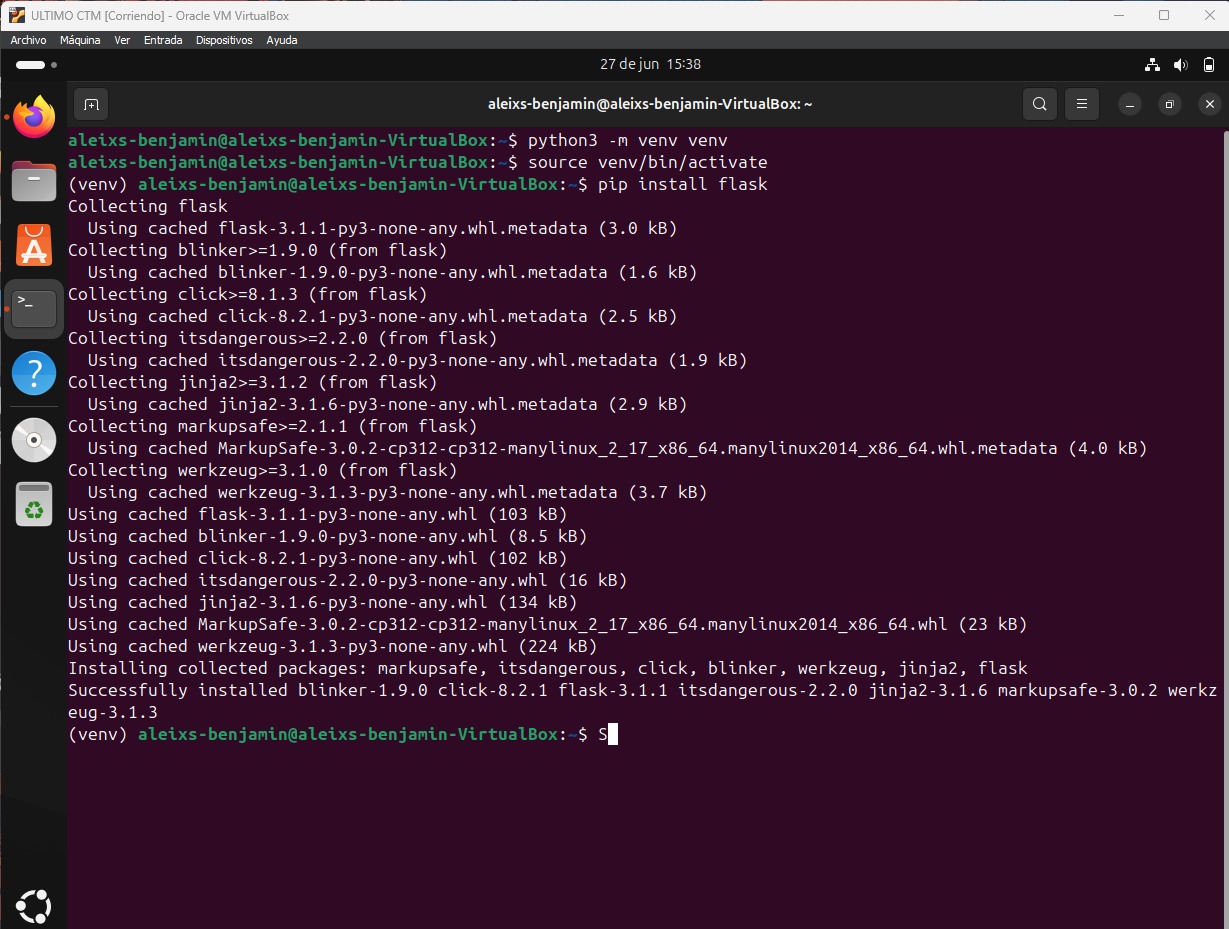 ULTIMO CTM [Corriendo] - Oracle VM VirtualBox
Archivo Máquina Ver Entrada Dispositivos Ayuda
27 de jun 15:38
aleixs-benjamin@aleixs-benjamin-VirtualBox: ~
aleixs-benjamin@aleixs-benjamin-VirtualBox:~$ python3 -m venv venv
aleixs-benjamin@aleixs-benjamin-VirtualBox:~$ source venv/bin/activate
(venv) aleixs-benjamin@aleixs-benjamin-VirtualBox:~$ pip install flask
Collecting flask
  Using cached flask-3.1.1-py3-none-any.whl.metadata (3.0 kB)
Collecting blinker>=1.9.0 (from flask)
  Using cached blinker-1.9.0-py3-none-any.whl.metadata (1.6 kB)
Collecting click>=8.1.3 (from flask)
  Using cached click-8.2.1-py3-none-any.whl.metadata (2.5 kB)
Collecting itsdangerous>=2.2.0 (from flask)
  Using cached itsdangerous-2.2.0-py3-none-any.whl.metadata (1.9 kB)
Collecting jinja2>=3.1.2 (from flask)
  Using cached jinja2-3.1.6-py3-none-any.whl.metadata (2.9 kB)
Collecting markupsafe>=2.1.1 (from flask)
  Using cached MarkupSafe-3.0.2-cp312-cp312-manylinux_2_17_x86_64.manylinux2014_x86_64.whl.metadata (4.0 kB)
Collecting werkzeug>=3.1.0 (from flask)
  Using cached werkzeug-3.1.3-py3-none-any.whl.metadata (3.7 kB)
Using cached flask-3.1.1-py3-none-any.whl (103 kB)
Using cached blinker-1.9.0-py3-none-any.whl (8.5 kB)
Using cached click-8.2.1-py3-none-any.whl (102 kB)
Using cached itsdangerous-2.2.0-py3-none-any.whl (16 kB)
Using cached jinja2-3.1.6-py3-none-any.whl (134 kB)
Using cached MarkupSafe-3.0.2-cp312-cp312-manylinux_2_17_x86_64.manylinux2014_x86_64.whl (23 kB)
Using cached werkzeug-3.1.3-py3-none-any.whl (224 kB)
Installing collected packages: markupsafe, itsdangerous, click, blinker, werkzeug, jinja2, flask
Successfully installed blinker-1.9.0 click-8.2.1 flask-3.1.1 itsdangerous-2.2.0 jinja2-3.1.6 markupsafe-3.0.2 werkz
eug-3.1.3
(venv) aleixs-benjamin@aleixs-benjamin-VirtualBox:~$ S